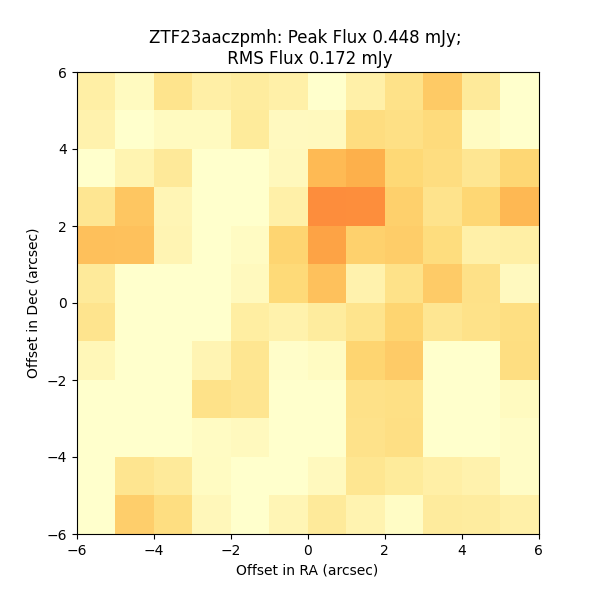 ZTF23aaczpmh: Peak Flux 0.448 mJy;
RMS Flux 0.172 mJy
6
4
2
0
−2
−4
−6
Offset in Dec (arcsec)
−6 −4 −2 0 2 4 6
Offset in RA (arcsec)